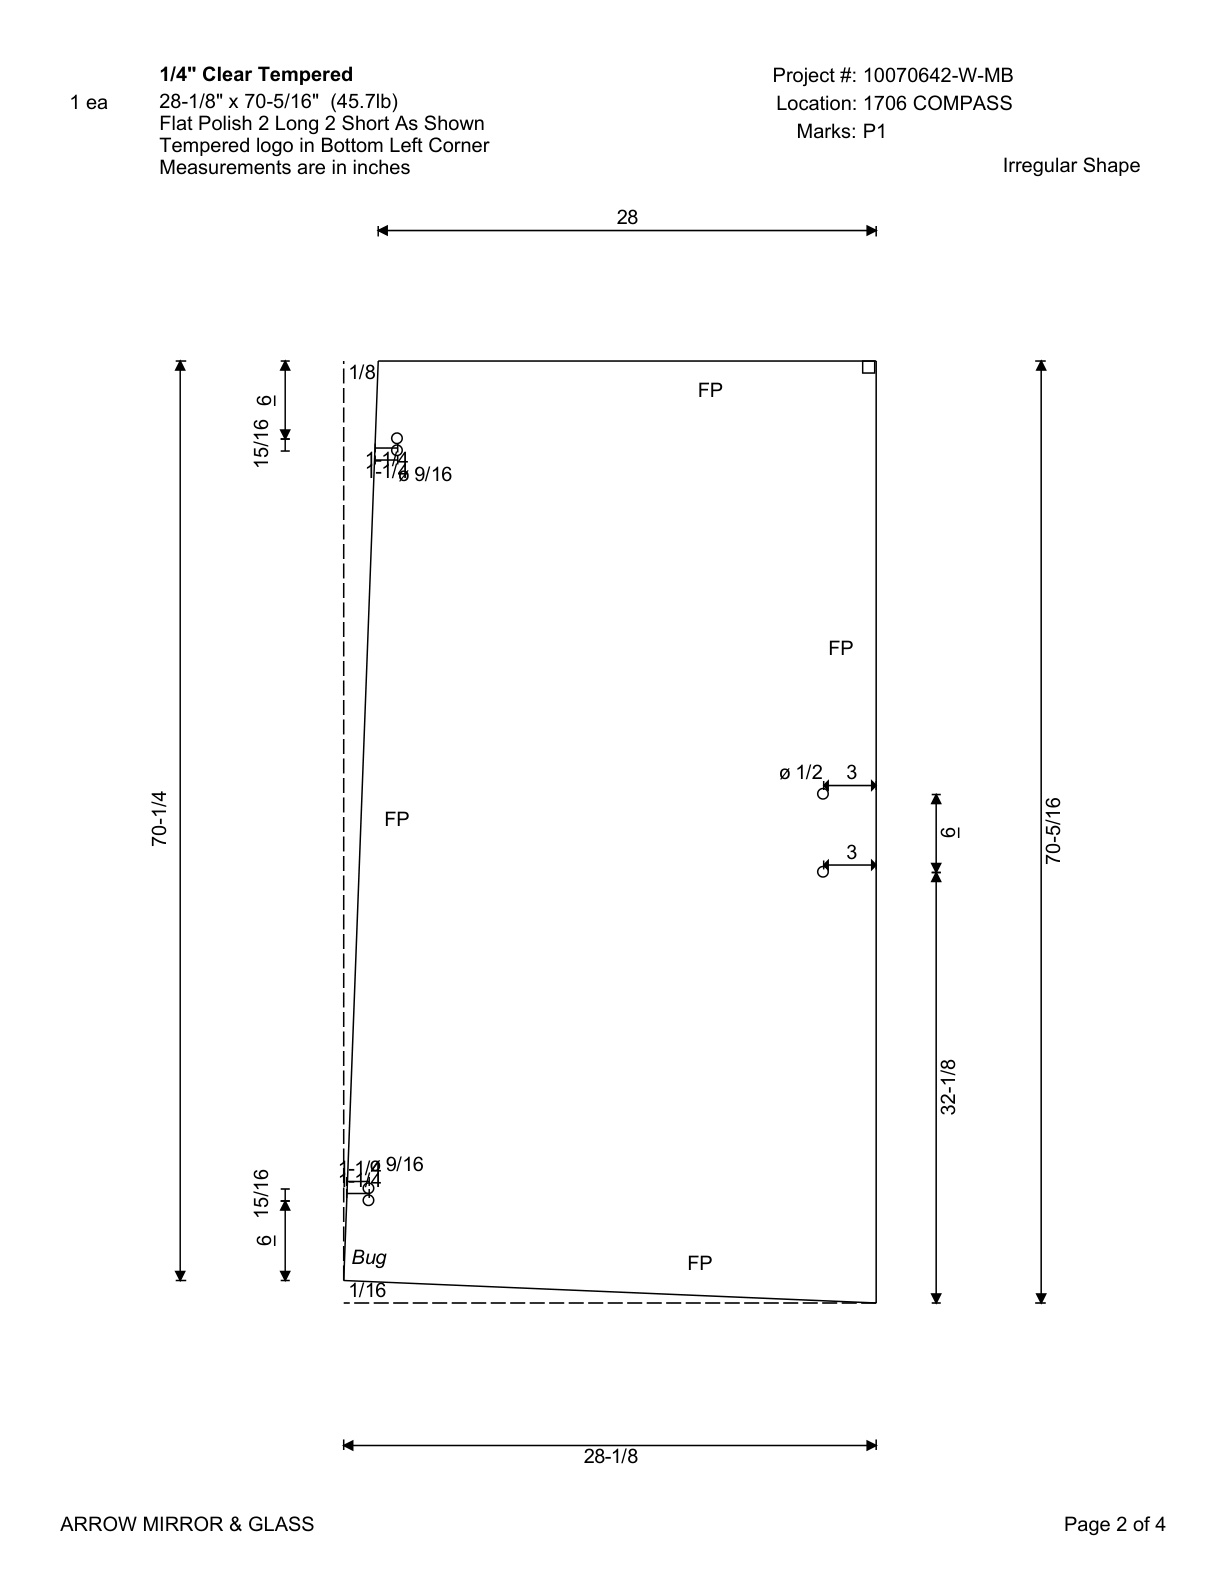 1/4" Clear Tempered
Project #: 10070642-W-MB
1 ea
28-1/8" x 70-5/16" (45.7lb)
Location: 1706 COMPASS
Flat Polish 2 Long 2 Short As Shown
Marks: P1
Tempered logo in Bottom Left Corner
Measurements are in inches
Irregular Shape
28
1/8
FP
6
15/16
1-1/4
1-1/4
ø 9/16
FP
ø 1/2
3
70-1/4
FP
6
70-5/16
3
32-1/8
1-1/4
ø 9/16
1-1/4
15/16
6
Bug
FP
1/16
28-1/8
ARROW MIRROR & GLASS
Page 2 of 4